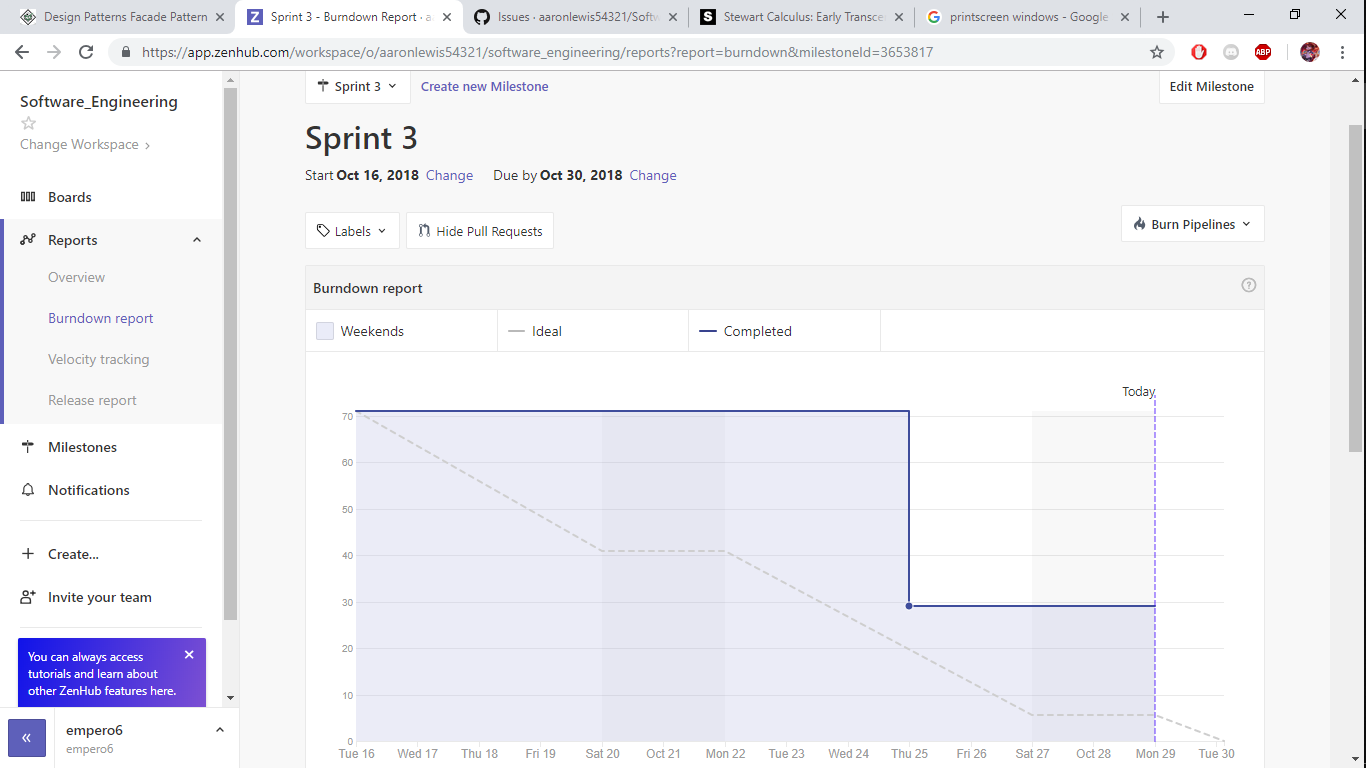 Design Patterns Facade Pattern
Sprint 3 - Burndown Report · a
Issues · aaronlewis54321/Softw
Stewart Calculus: Early Transce
printscreen windows - Google
https://app.zenhub.com/workspace/o/aaronlewis54321/software_engineering/reports?report=burndown&milestoneId=3653817
ABP
Software_Engineering
Change Workspace
Boards
Reports
Overview
Burndown report
Velocity tracking
Release report
Milestones
Notifications
Create...
Invite your team
You can always access
tutorials and learn about
other ZenHub features here.
empero6
empero6
Sprint 3
Create new Milestone
Edit Milestone
Sprint 3
Start Oct 16, 2018 Change Due by Oct 30, 2018 Change
Labels
Hide Pull Requests
Burn Pipelines
Burndown report
?
Weekends
Ideal
Completed
Today
70
60
50
40
30
20
10
0
Tue 16 Wed 17 Thu 18 Fri 19 Sat 20 Oct 21 Mon 22 Tue 23 Wed 24 Thu 25 Fri 26 Sat 27 Oct 28 Mon 29 Tue 30